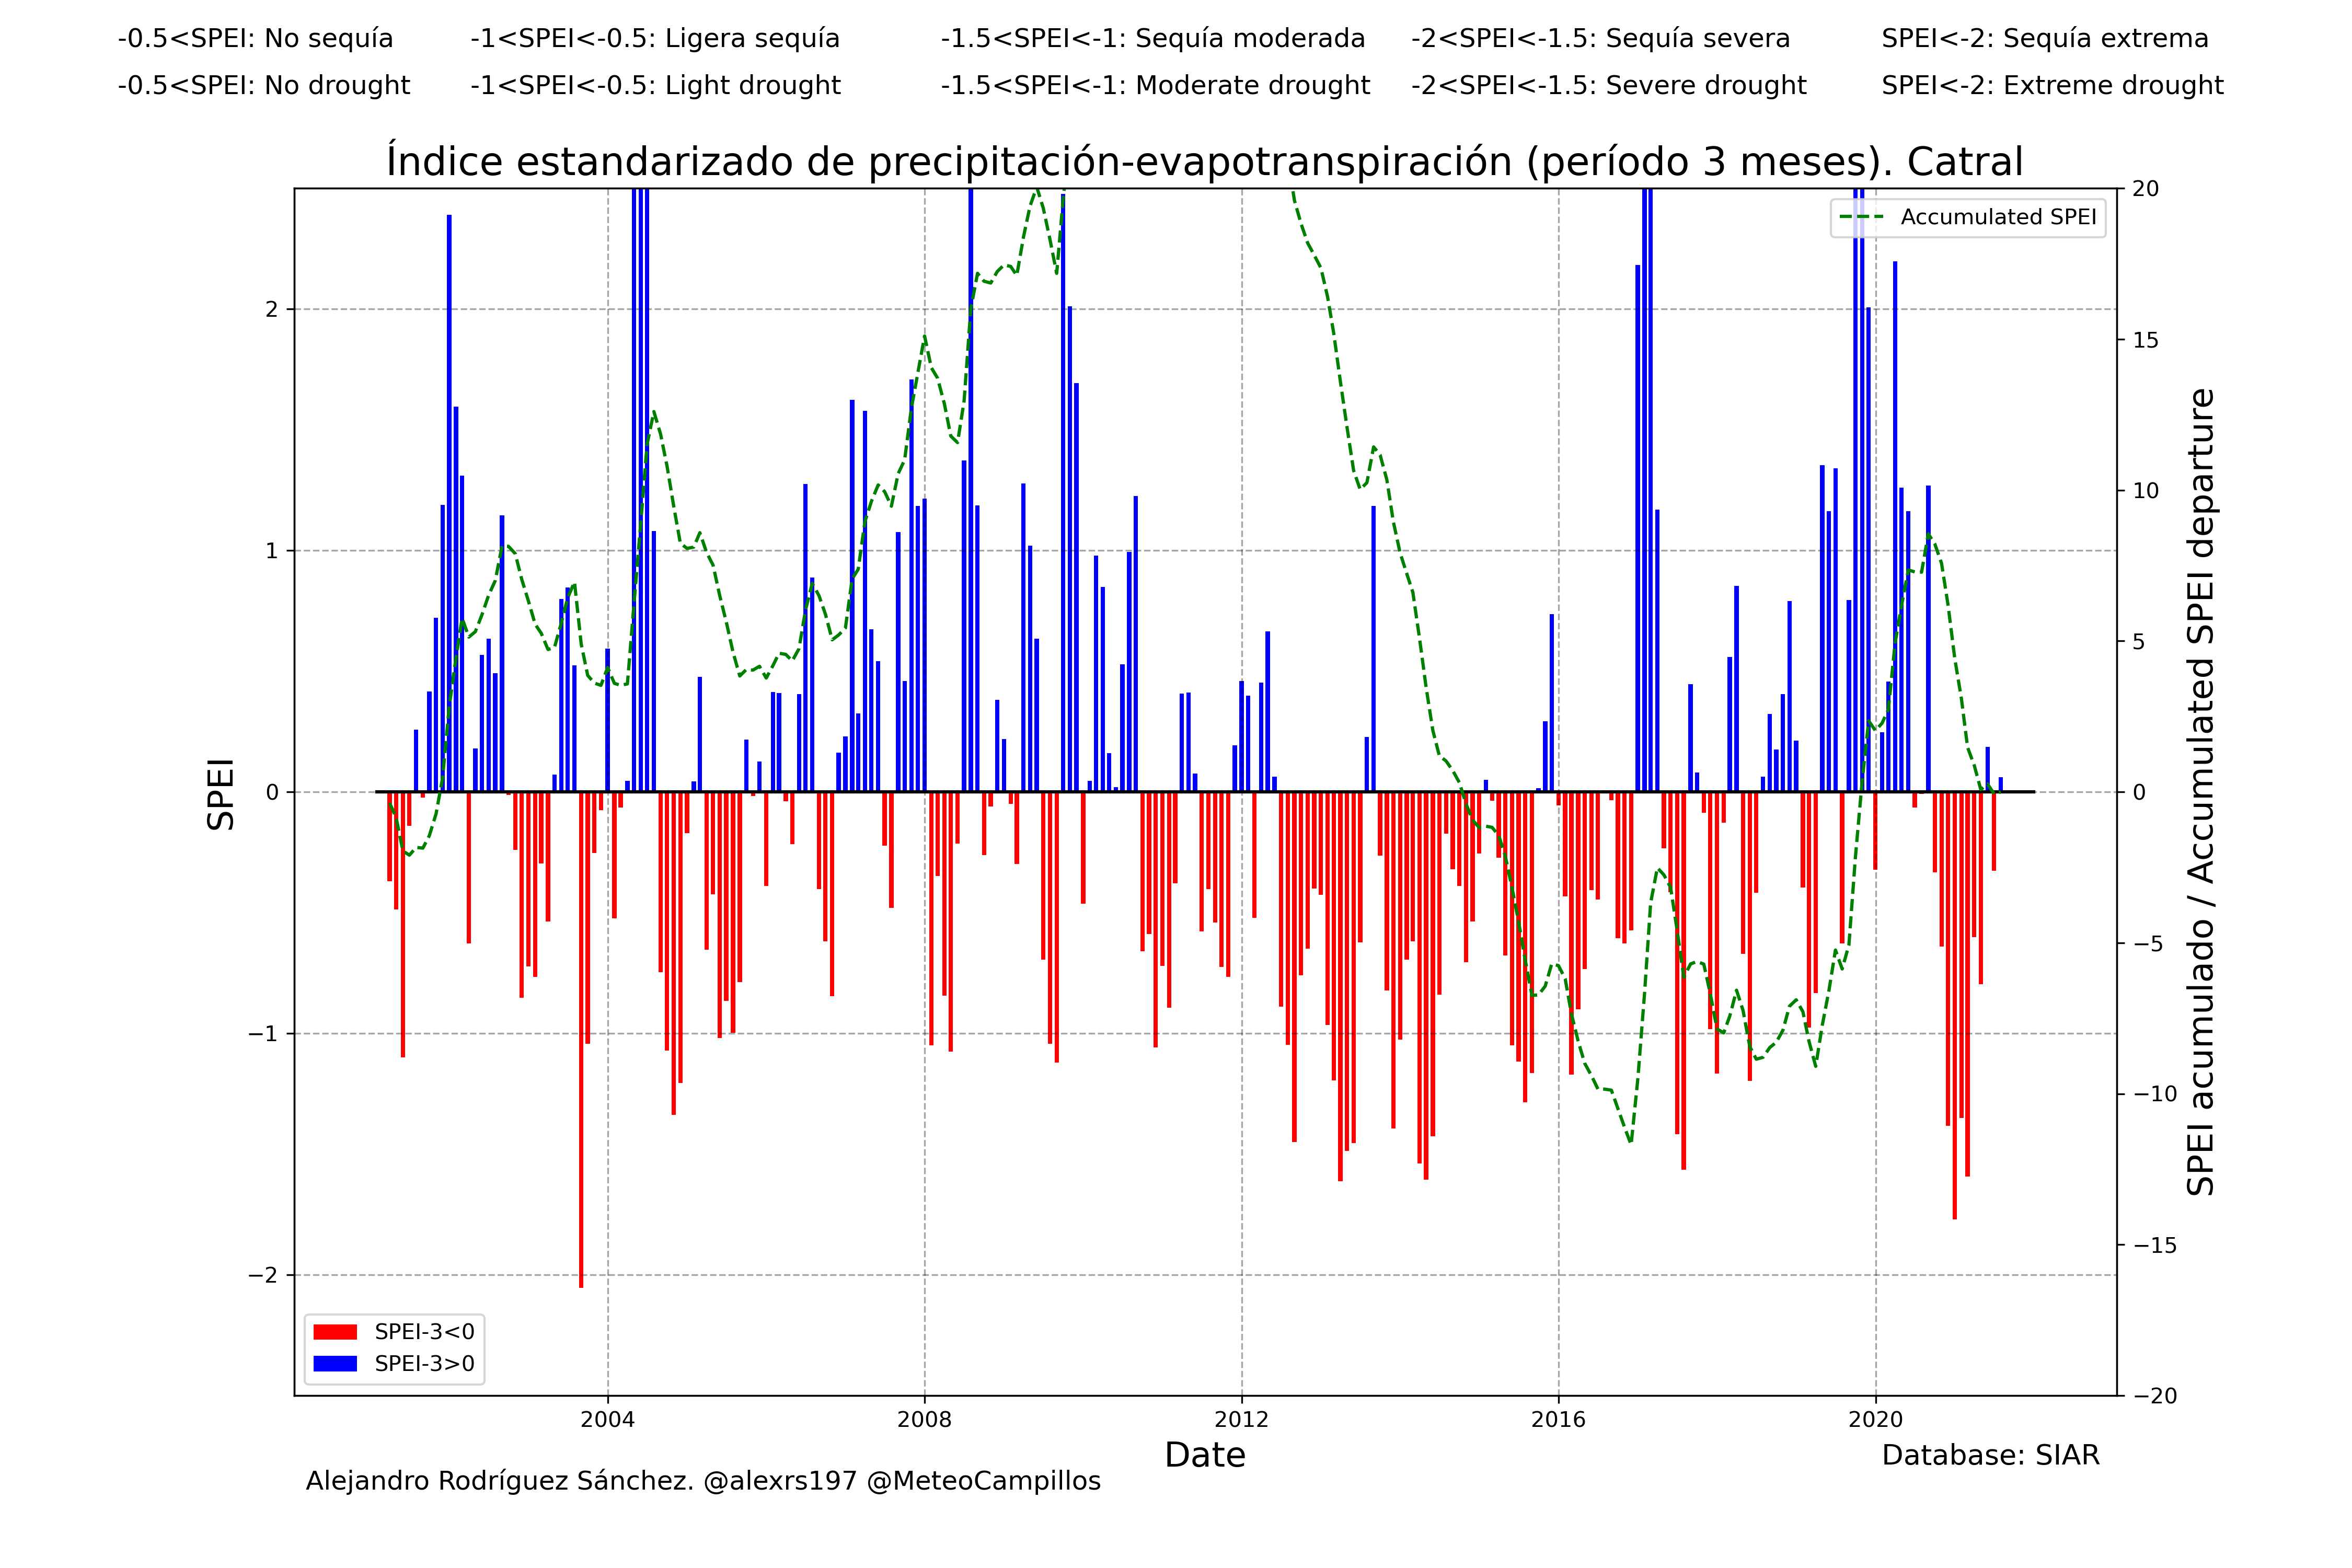 -0.5<SPEI: No sequía -1<SPEI<-0.5: Ligera sequía -1.5<SPEI<-1: Sequía moderada -2<SPEI<-1.5: Sequía severa SPEI<-2: Sequía extrema
-0.5<SPEI: No drought -1<SPEI<-0.5: Light drought -1.5<SPEI<-1: Moderate drought -2<SPEI<-1.5: Severe drought SPEI<-2: Extreme drought
Índice estandarizado de precipitación-evapotranspiración (período 3 meses). Catral
Accumulated SPEI
SPEI
2
1
0
−1
−2
20
15
10
5
0
−5
−10
−15
−20
SPEI acumulado / Accumulated SPEI departure
SPEI-3<0
SPEI-3>0
2004 2008 2012 2016 2020
Date
Database: SIAR
Alejandro Rodríguez Sánchez. @alexrs197 @MeteoCampillos